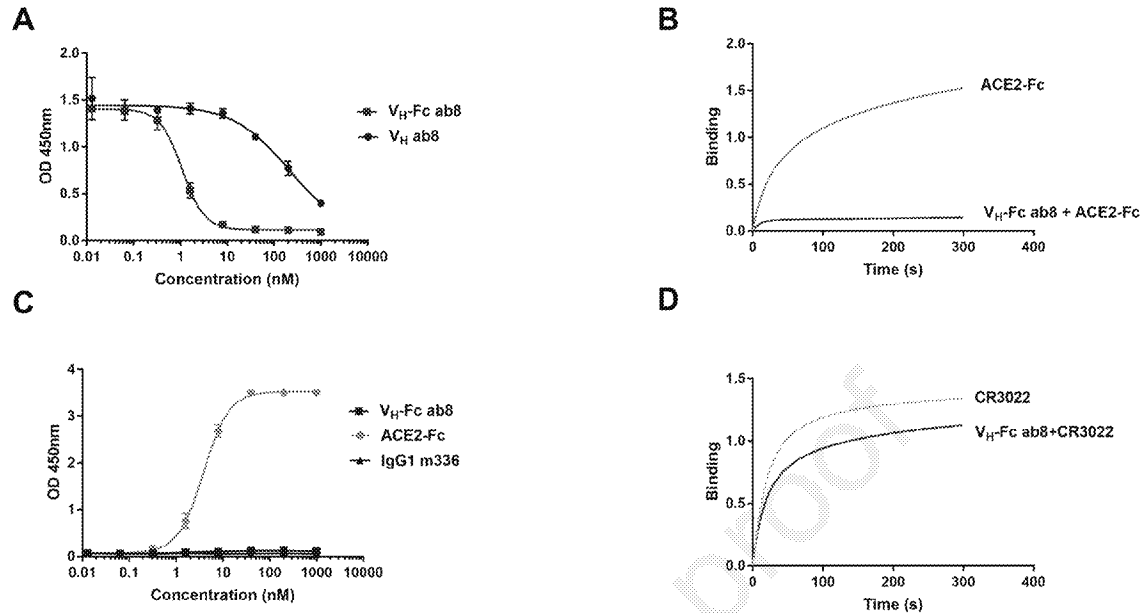 A
2.0
1.5
1.0
0.5
0.0
OD 450nm
0.01 0.1 1 10 100 1000 10000
Concentration (nM)
VH-Fc ab8
VH ab8
B
2.0
1.5
1.0
0.5
0.0
Binding
0 100 200 300 400
Time (s)
ACE2-Fc
VH-Fc ab8 + ACE2-Fc
C
4
3
2
1
0
OD 450nm
0.01 0.1 1 10 100 1000 10000
Concentration (nM)
VH-Fc ab8
ACE2-Fc
IgG1 m336
D
1.5
1.0
0.5
0.0
Binding
0 100 200 300 400
Time (s)
CR3022
VH-Fc ab8+CR3022
proof